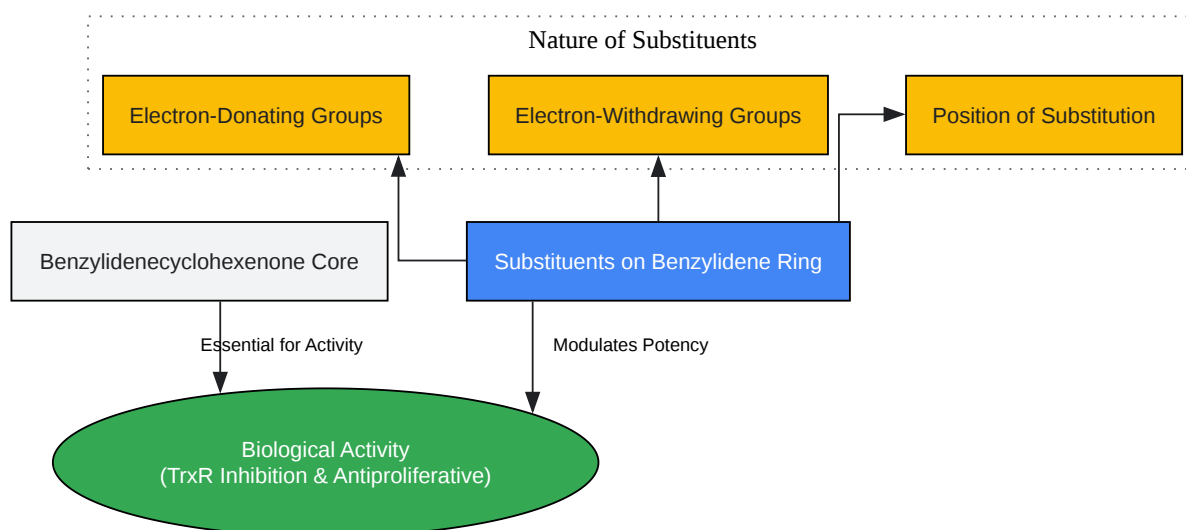 Nature of Substituents
Electron-Donating Groups
Electron-Withdrawing Groups
Position of Substitution
Benzylidenecyclohexenone Core
Substituents on Benzylidene Ring
Essential for Activity
Modulates Potency
Biological Activity
(TrxR Inhibition & Antiproliferative)